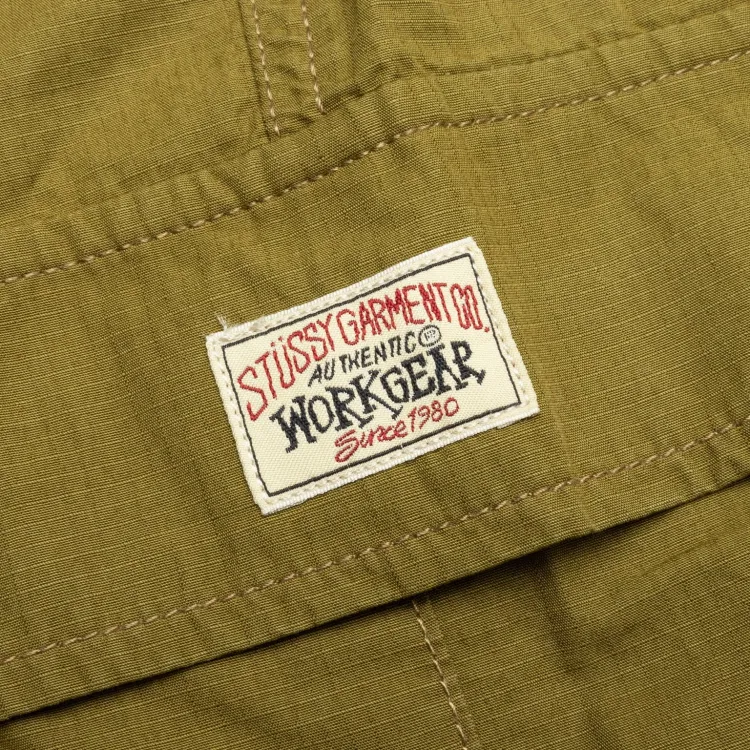 STÜSSY GARMENT CO.
AUTHENTIC
WORKGEAR
Since 1980